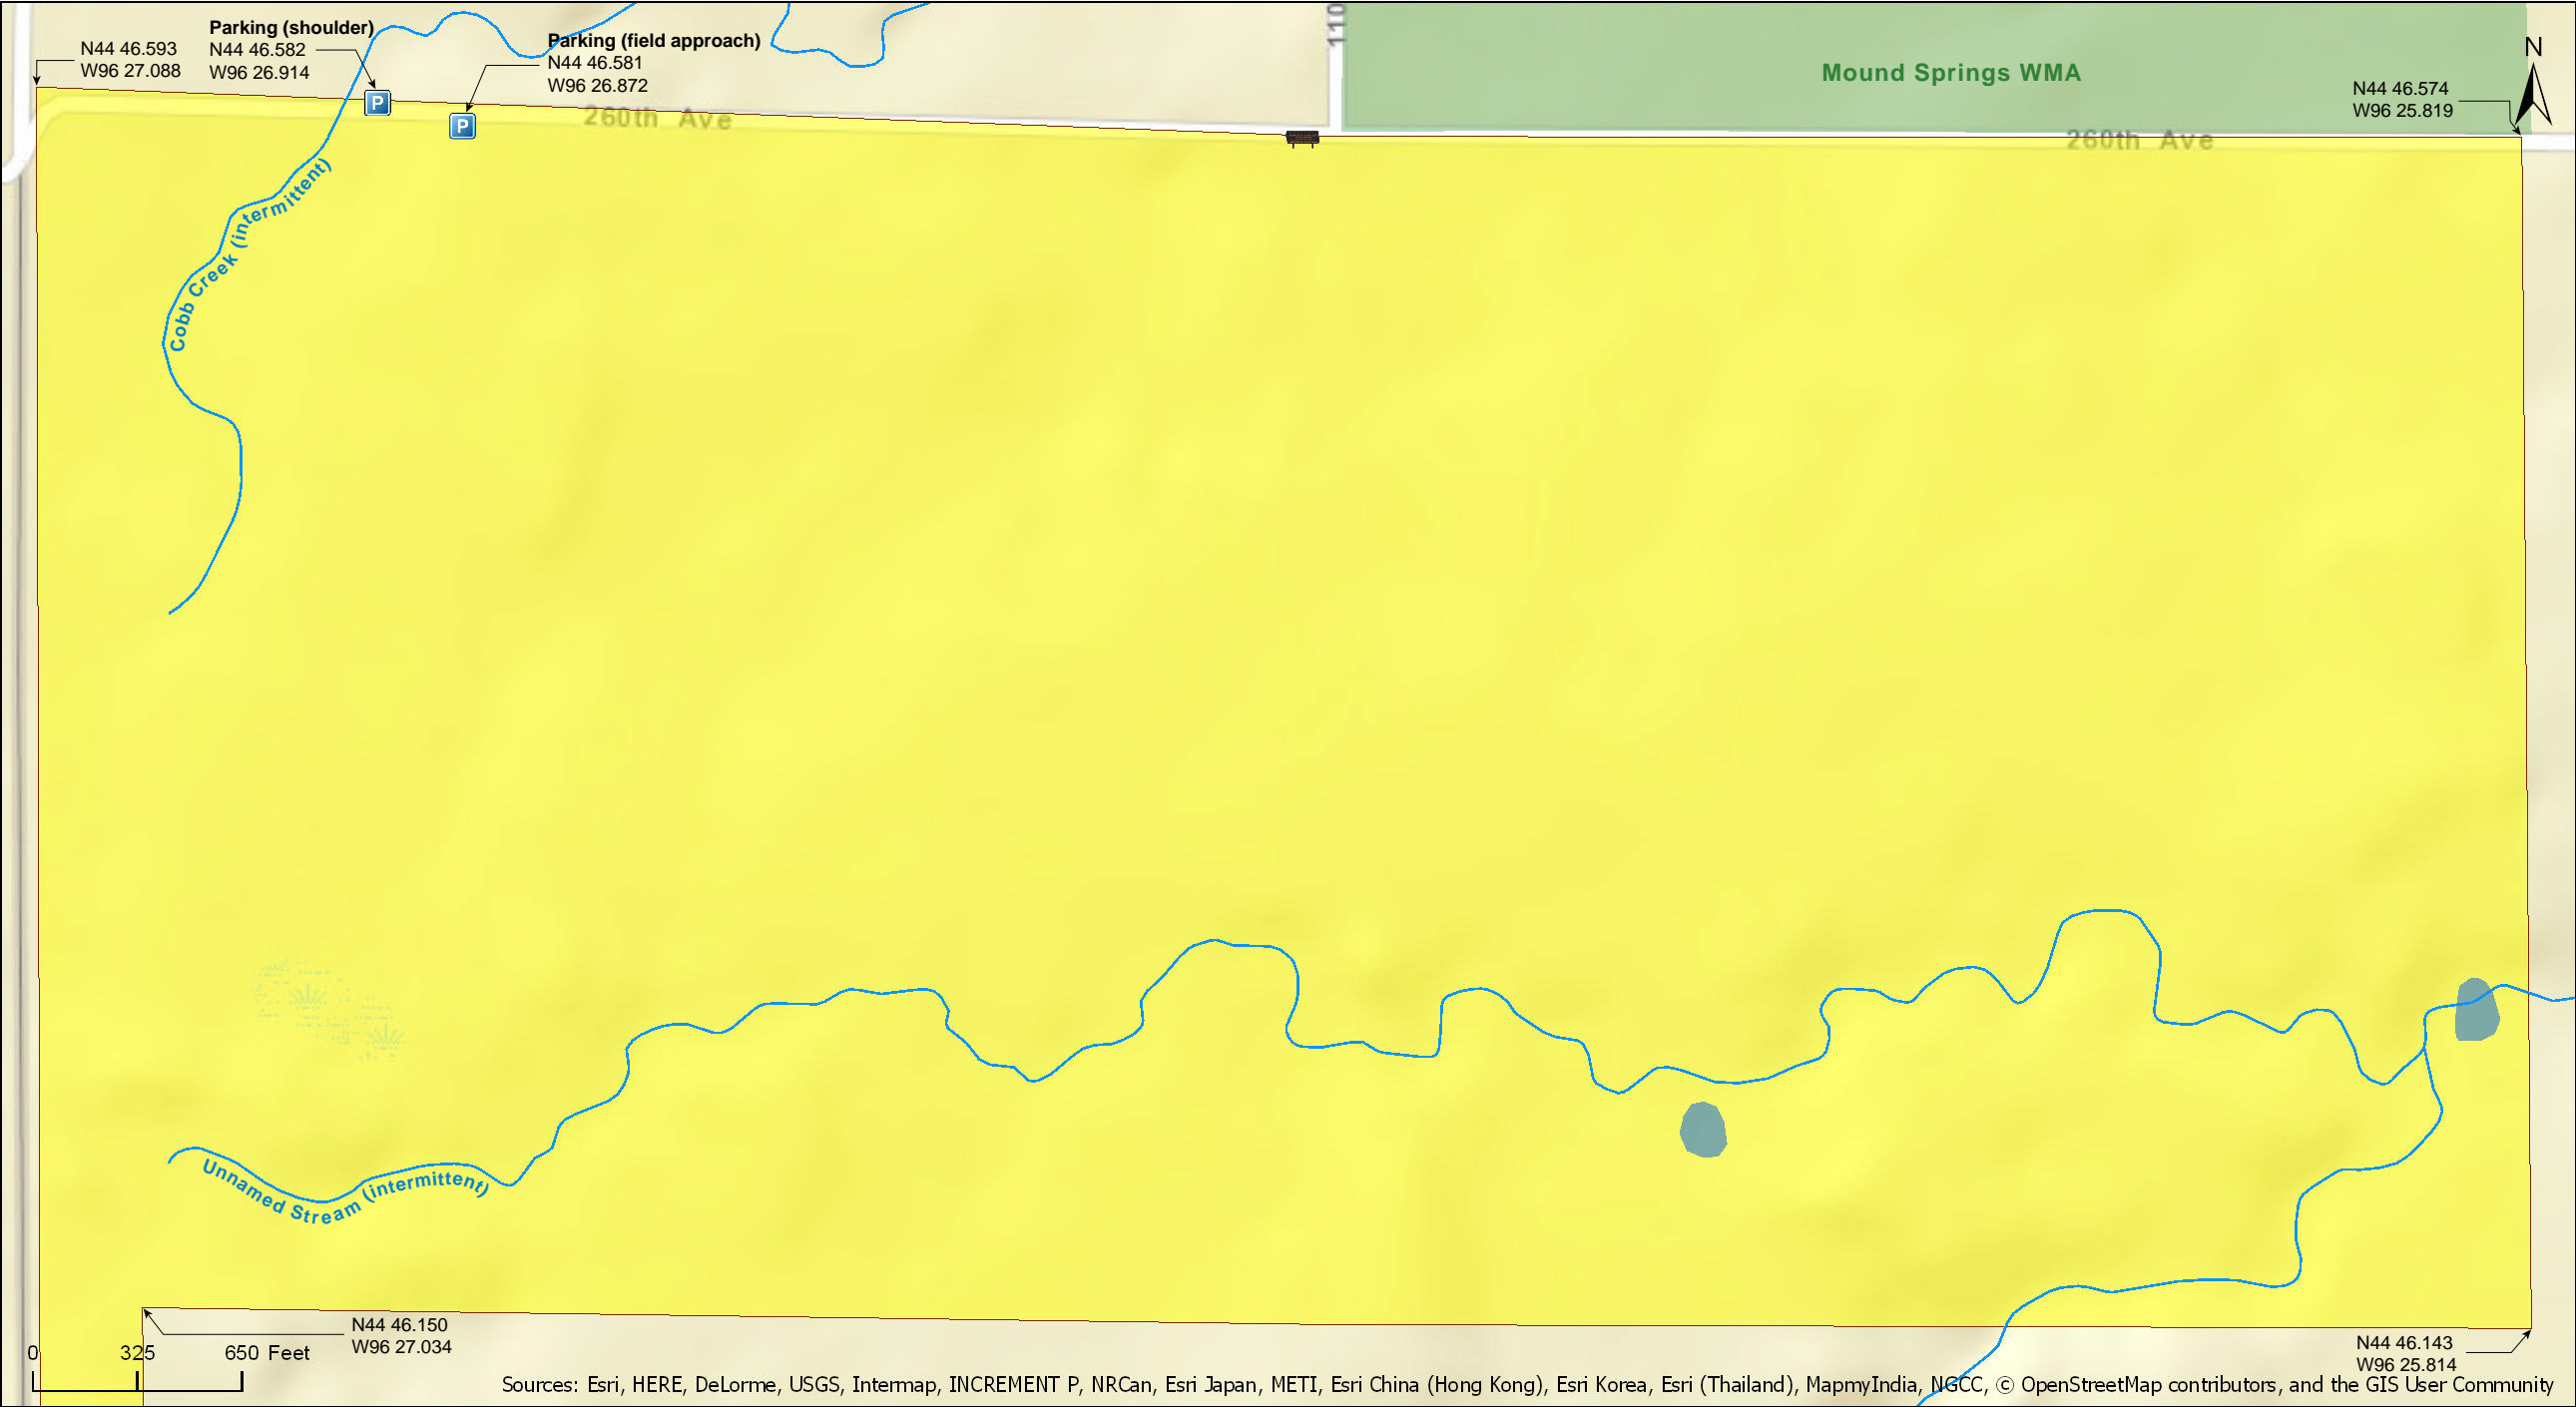 Parking (shoulder)
N44 46.593
W96 27.088
N44 46.582
W96 26.914
Parking (field approach)
N44 46.581
W96 26.872
110
Mound Springs WMA
N
N44 46.574
W96 25.819
P
P
260th Ave
260th Ave
Cobb Creek (intermittent)
Unnamed Stream (intermittent)
N44 46.150
W96 27.034
N44 46.143
W96 25.814
0 325 650 Feet
Sources: Esri, HERE, DeLorme, USGS, Intermap, INCREMENT P, NRCan, Esri Japan, METI, Esri China (Hong Kong), Esri Korea, Esri (Thailand), MapmyIndia, NGCC, © OpenStreetMap contributors, and the GIS User Community